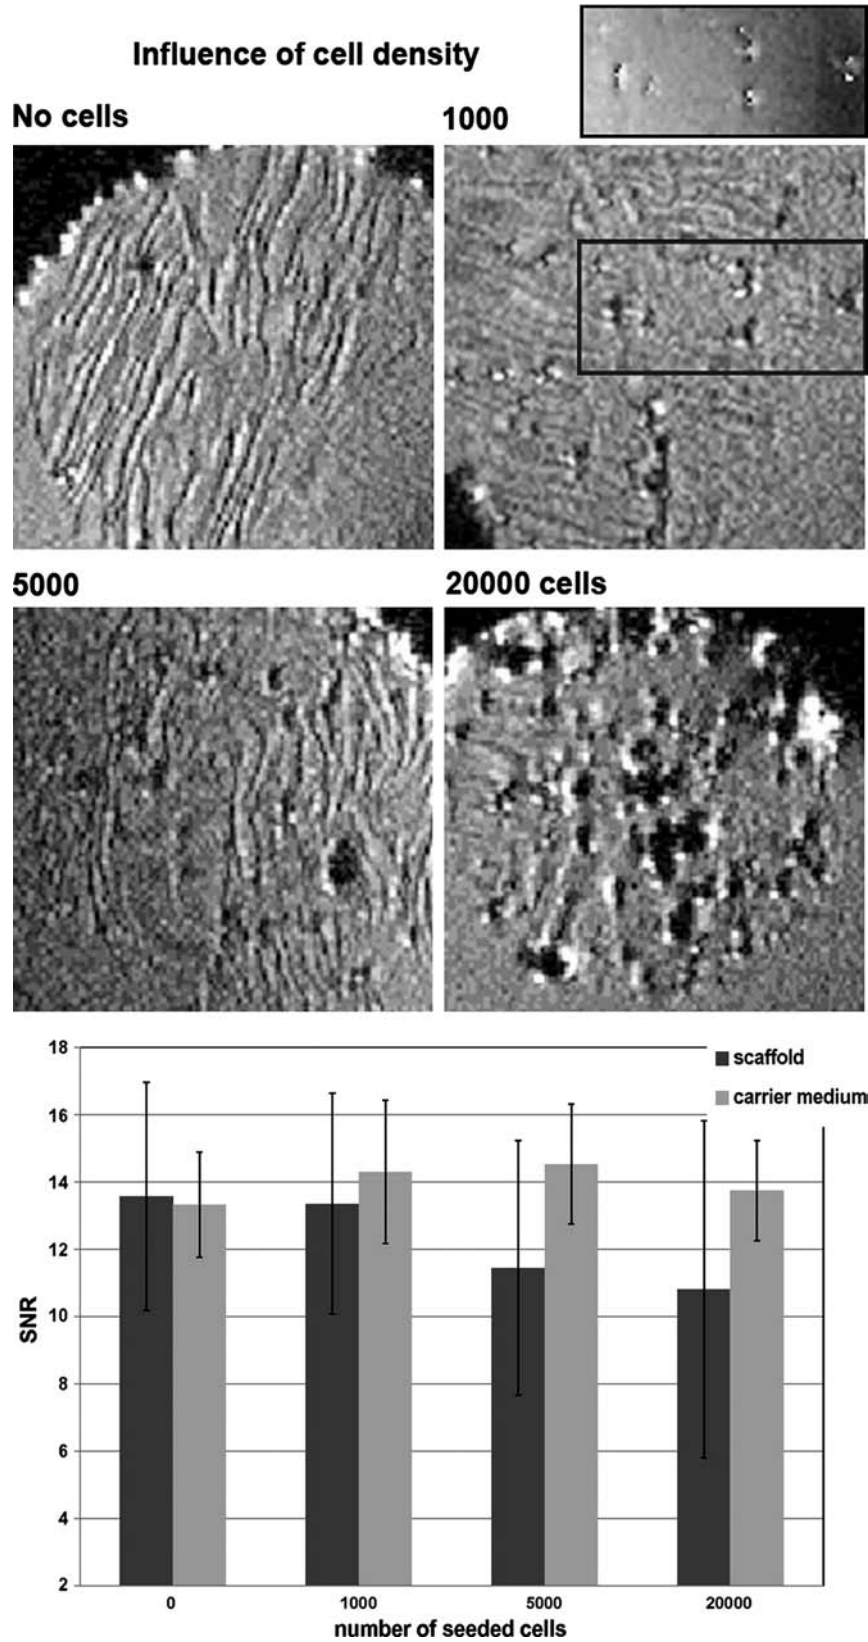 Influence of cell density
No cells
1000
5000
20000 cells
18
16
14
12
10
8
6
4
2
SNR
scaffold
carrier medium
0
1000
5000
20000
number of seeded cells